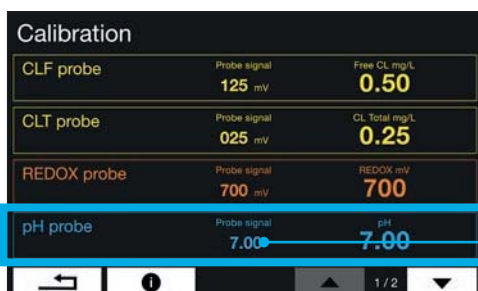 Calibration
CLF probe
Probe signal
125 mV
Free CL mg/L
0.50
CLT probe
Probe signal
025 mV
CL Total mg/L
0.25
REDOX probe
Probe signal
700 mV
REDOX mV
700
pH probe
Probe signal
7.00
pH
7.00
1/2